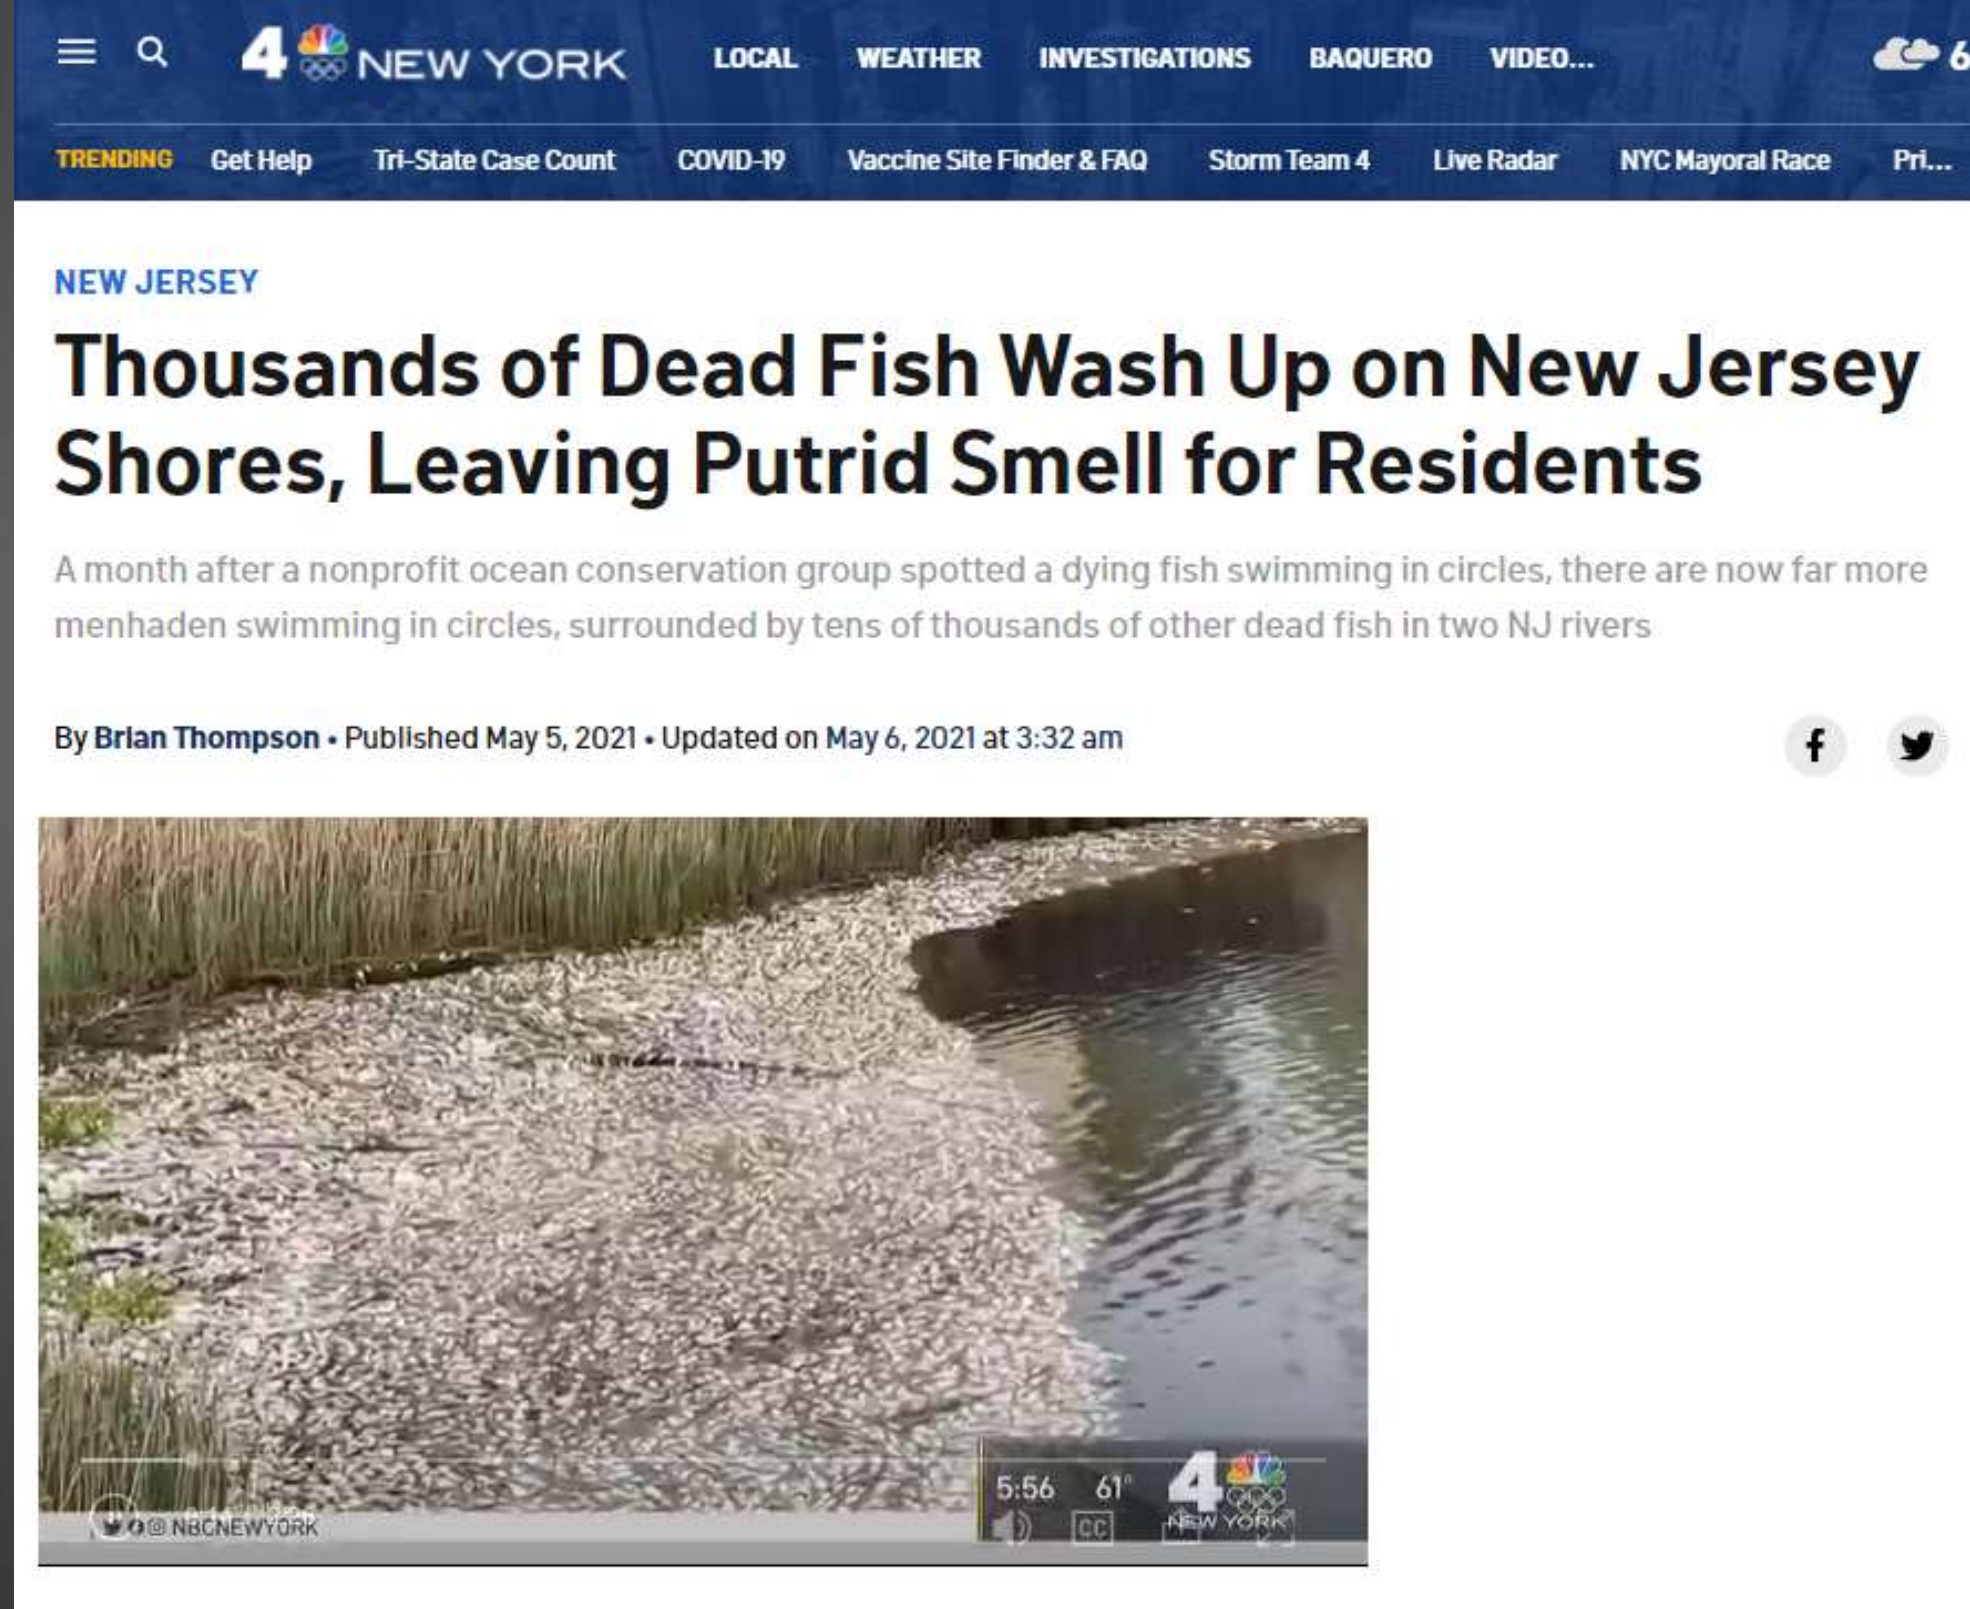 4 NEW YORK LOCAL WEATHER INVESTIGATIONS BAQUERO VIDEO... 6
TRENDING Get Help Tri-State Case Count COVID-19 Vaccine Site Finder & FAQ Storm Team 4 Live Radar NYC Mayoral Race Pri...
NEW JERSEY
Thousands of Dead Fish Wash Up on New Jersey
Shores, Leaving Putrid Smell for Residents
A month after a nonprofit ocean conservation group spotted a dying fish swimming in circles, there are now far more
menhaden swimming in circles, surrounded by tens of thousands of other dead fish in two NJ rivers
By Brian Thompson • Published May 5, 2021 • Updated on May 6, 2021 at 3:32 am
5:56 61° 4
NBCNEWYORK CC NEW YORK